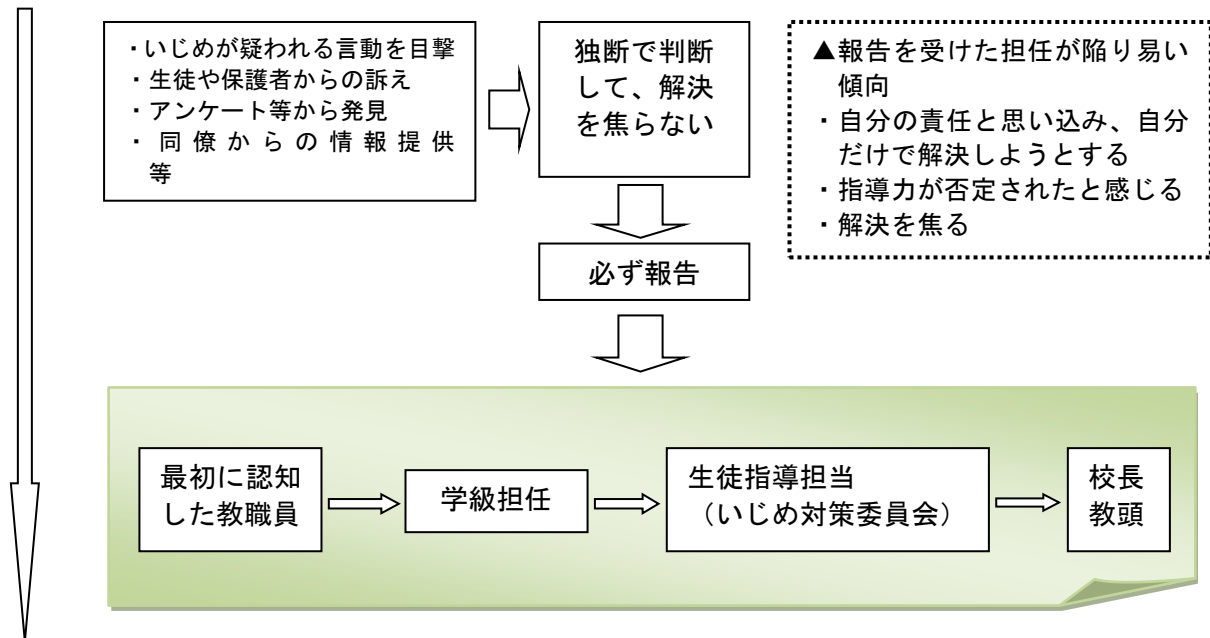 ・いじめが疑われる言動を目撃
・生徒や保護者からの訴え
・アンケート等から発見
・同僚からの情報提供
等
独断で判断
して、解決
を焦らない
▲報告を受けた担任が陥り易い
傾向
・自分の責任と思い込み、自分
だけで解決しようとする
・指導力が否定されたと感じる
・解決を焦る
必ず報告
最初に認知
した教職員
学級担任
生徒指導担当
（いじめ対策委員会）
校長
教頭